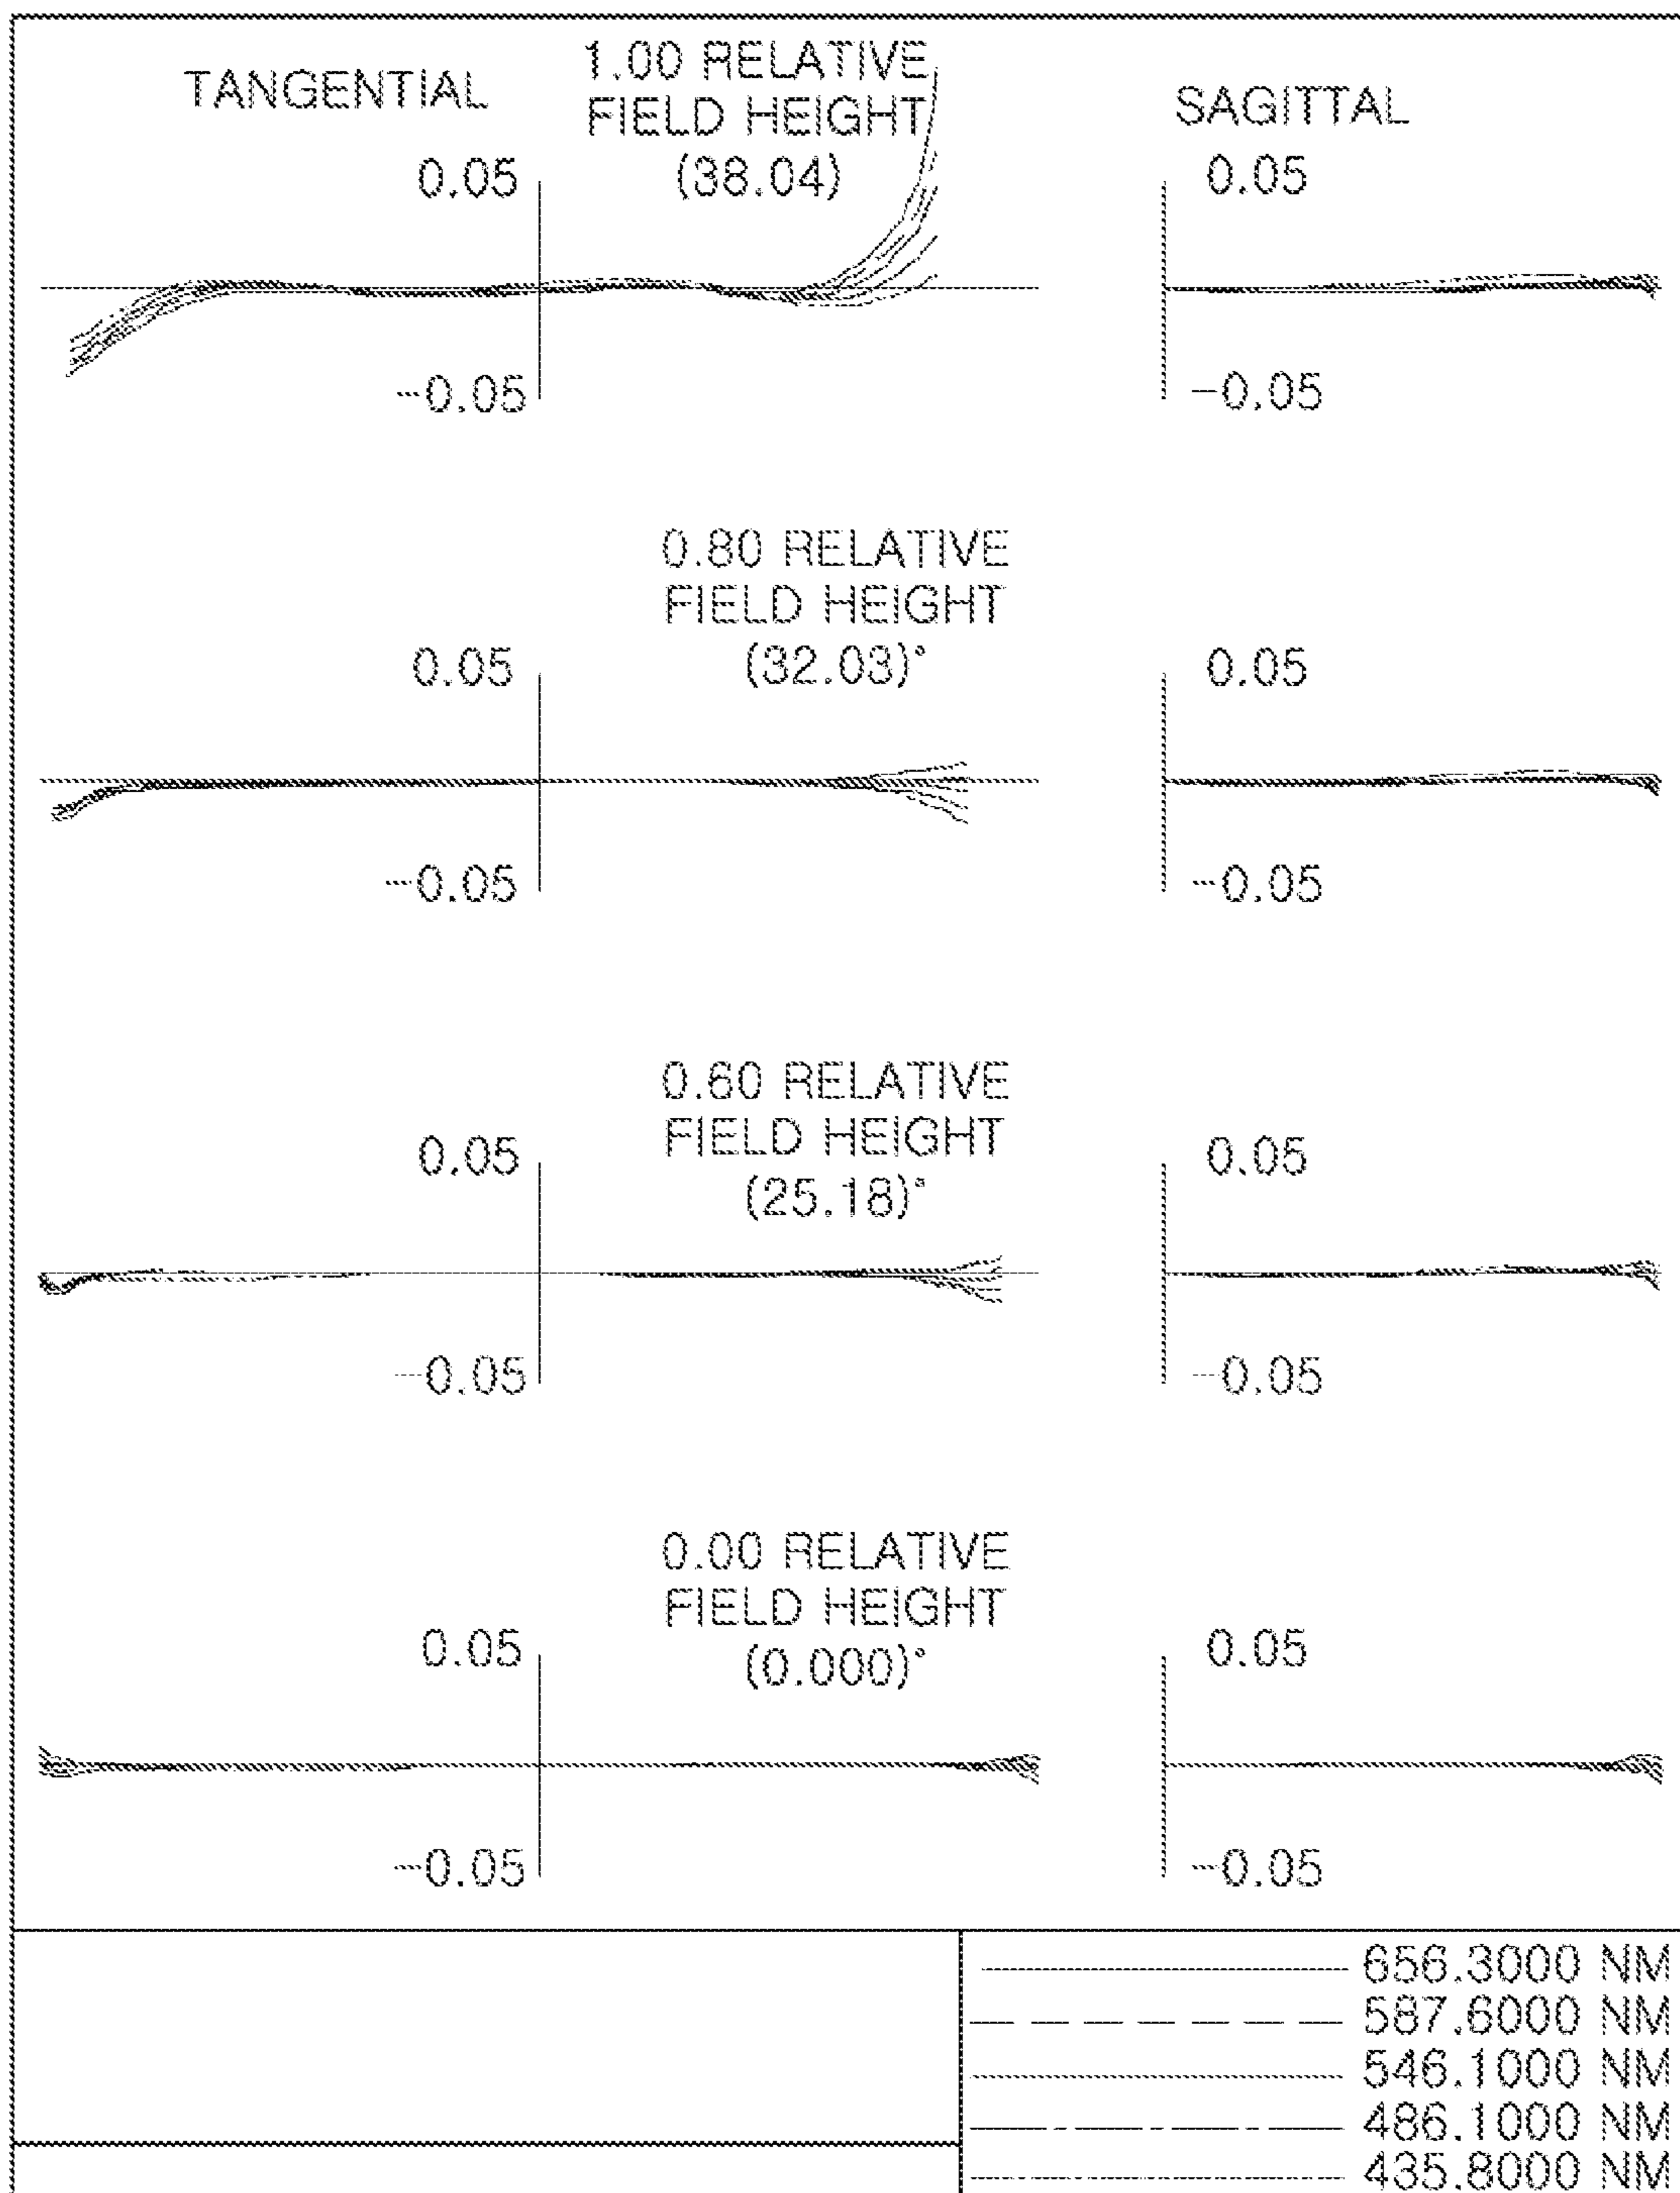 TANGENTIAL
1.00 RELATIVE
FIELD HEIGHT
(38.04)
SAGITTAL
0.05
0.05
-0.05
-0.05
0.80 RELATIVE
FIELD HEIGHT
(32.03)°
0.05
0.05
-0.05
-0.05
0.60 RELATIVE
FIELD HEIGHT
(25.18)°
0.05
0.05
-0.05
-0.05
0.00 RELATIVE
FIELD HEIGHT
(0.000)°
0.05
0.05
-0.05
-0.05
656.3000 NM
587.6000 NM
546.1000 NM
486.1000 NM
435.8000 NM